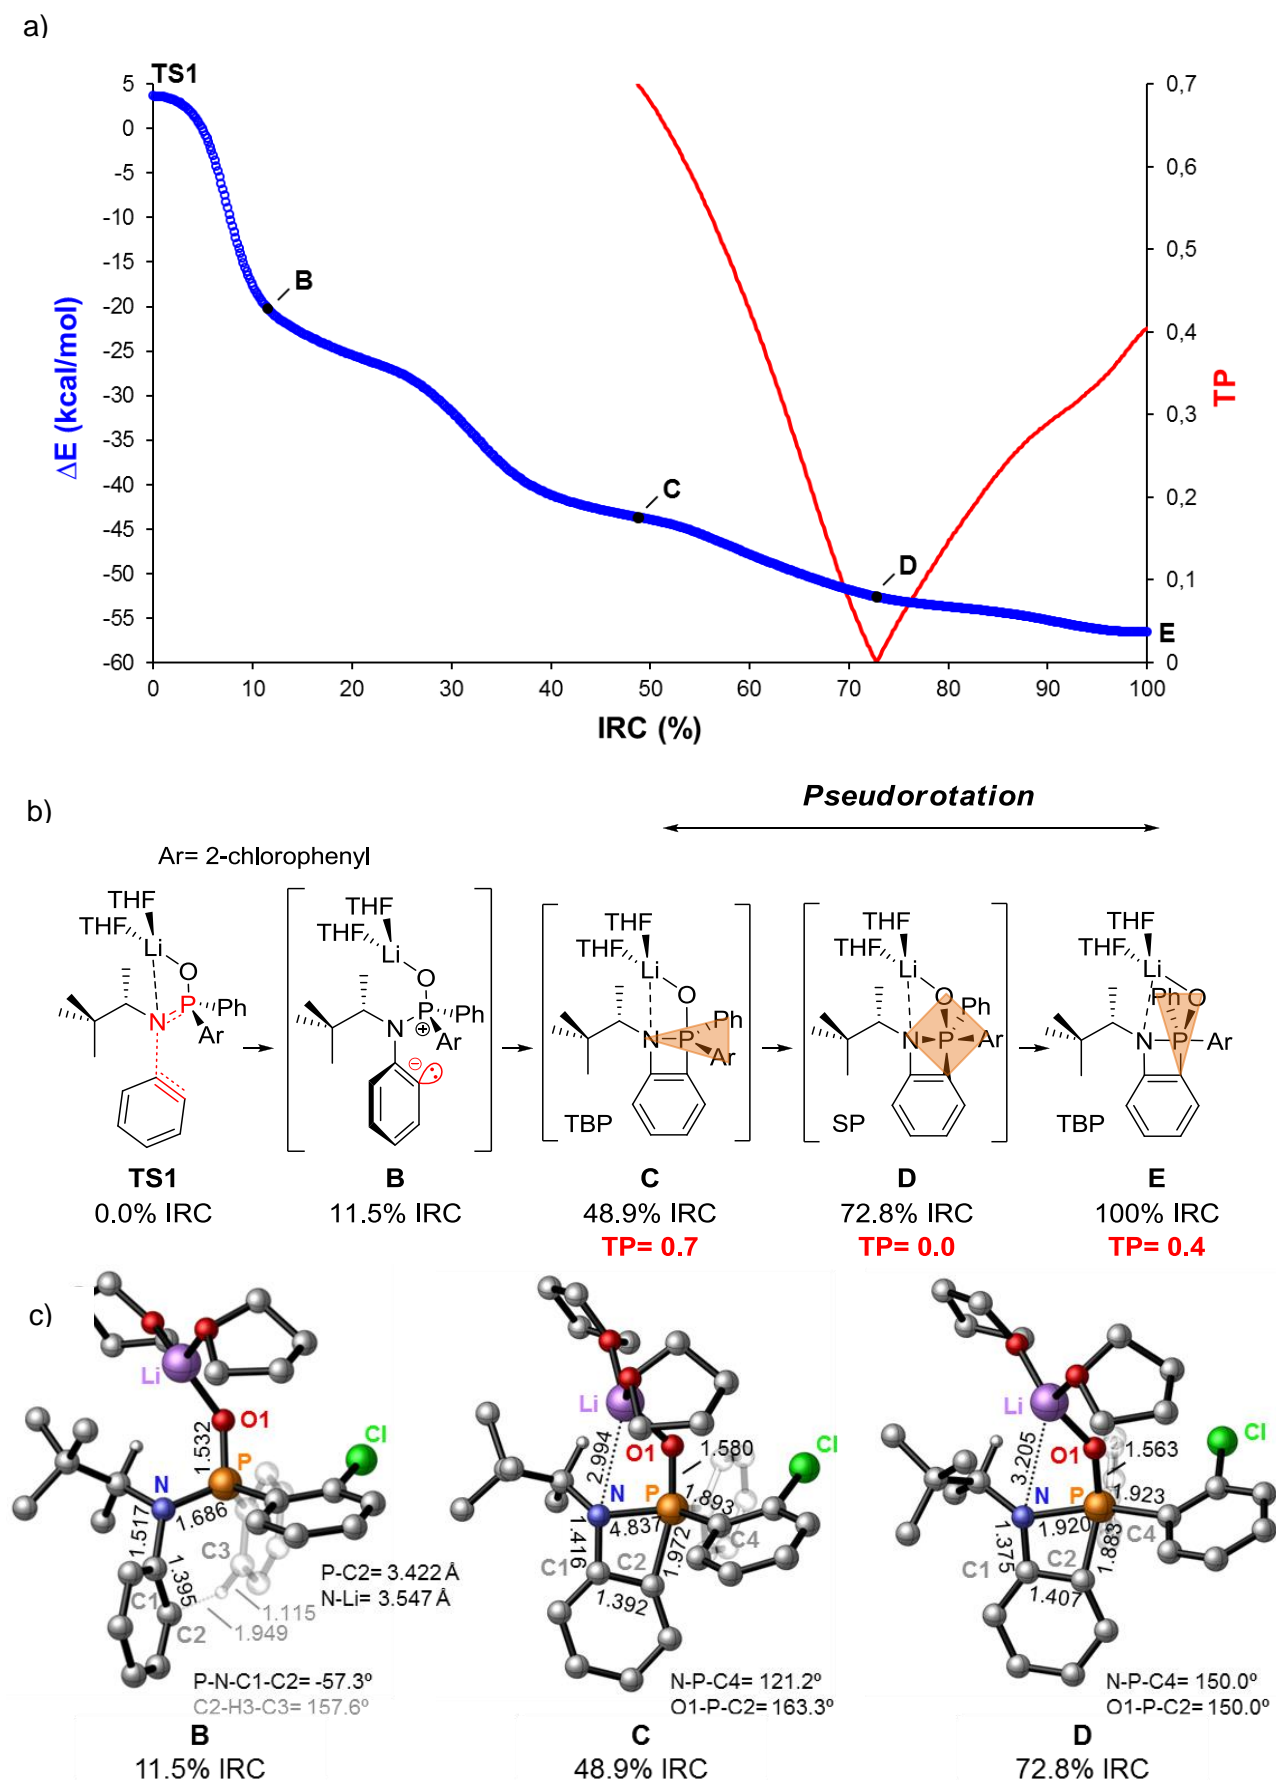 a)
TS1
5
0
-5
-10
-15
-20
-25
-30
-35
-40
-45
-50
-55
-60
ΔE (kcal/mol)
B
C
D
E
0,7
0,6
0,5
0,4
0,3
0,2
0,1
0
TP
0 10 20 30 40 50 60 70 80 90 100
IRC (%)
b)
Pseudorotation
Ar= 2-chlorophenyl
THF THF Li O N P Ph Ar
THF THF Li O N P ⊕ Ar ⊖
THF THF Li O N P Ph Ar TBP
THF THF Li O Ph N P Ar SP
THF THF Li Ph O N P Ar TBP
TS1 B C D E
0.0% IRC 11.5% IRC 48.9% IRC 72.8% IRC 100% IRC
TP= 0.7 TP= 0.0 TP= 0.4
c)
Li
O1
1.532
Cl
N
P
1.686
1.517
C3
C1
1.395
C2
1.115
1.949
P-C2= 3.422 Å
N-Li= 3.547 Å
P-N-C1-C2= -57.3º
C2-H3-C3= 157.6º
B
11.5% IRC
Li
O1
1.580
Cl
2.994
N
P
1.893
4.837
1.416
1.972
C4
C1
C2
1.392
N-P-C4= 121.2º
O1-P-C2= 163.3º
C
48.9% IRC
Li
O1
1.563
Cl
3.205
N
P
1.923
1.920
1.375
1.883
C4
C1
C2
1.407
N-P-C4= 150.0º
O1-P-C2= 150.0º
D
72.8% IRC